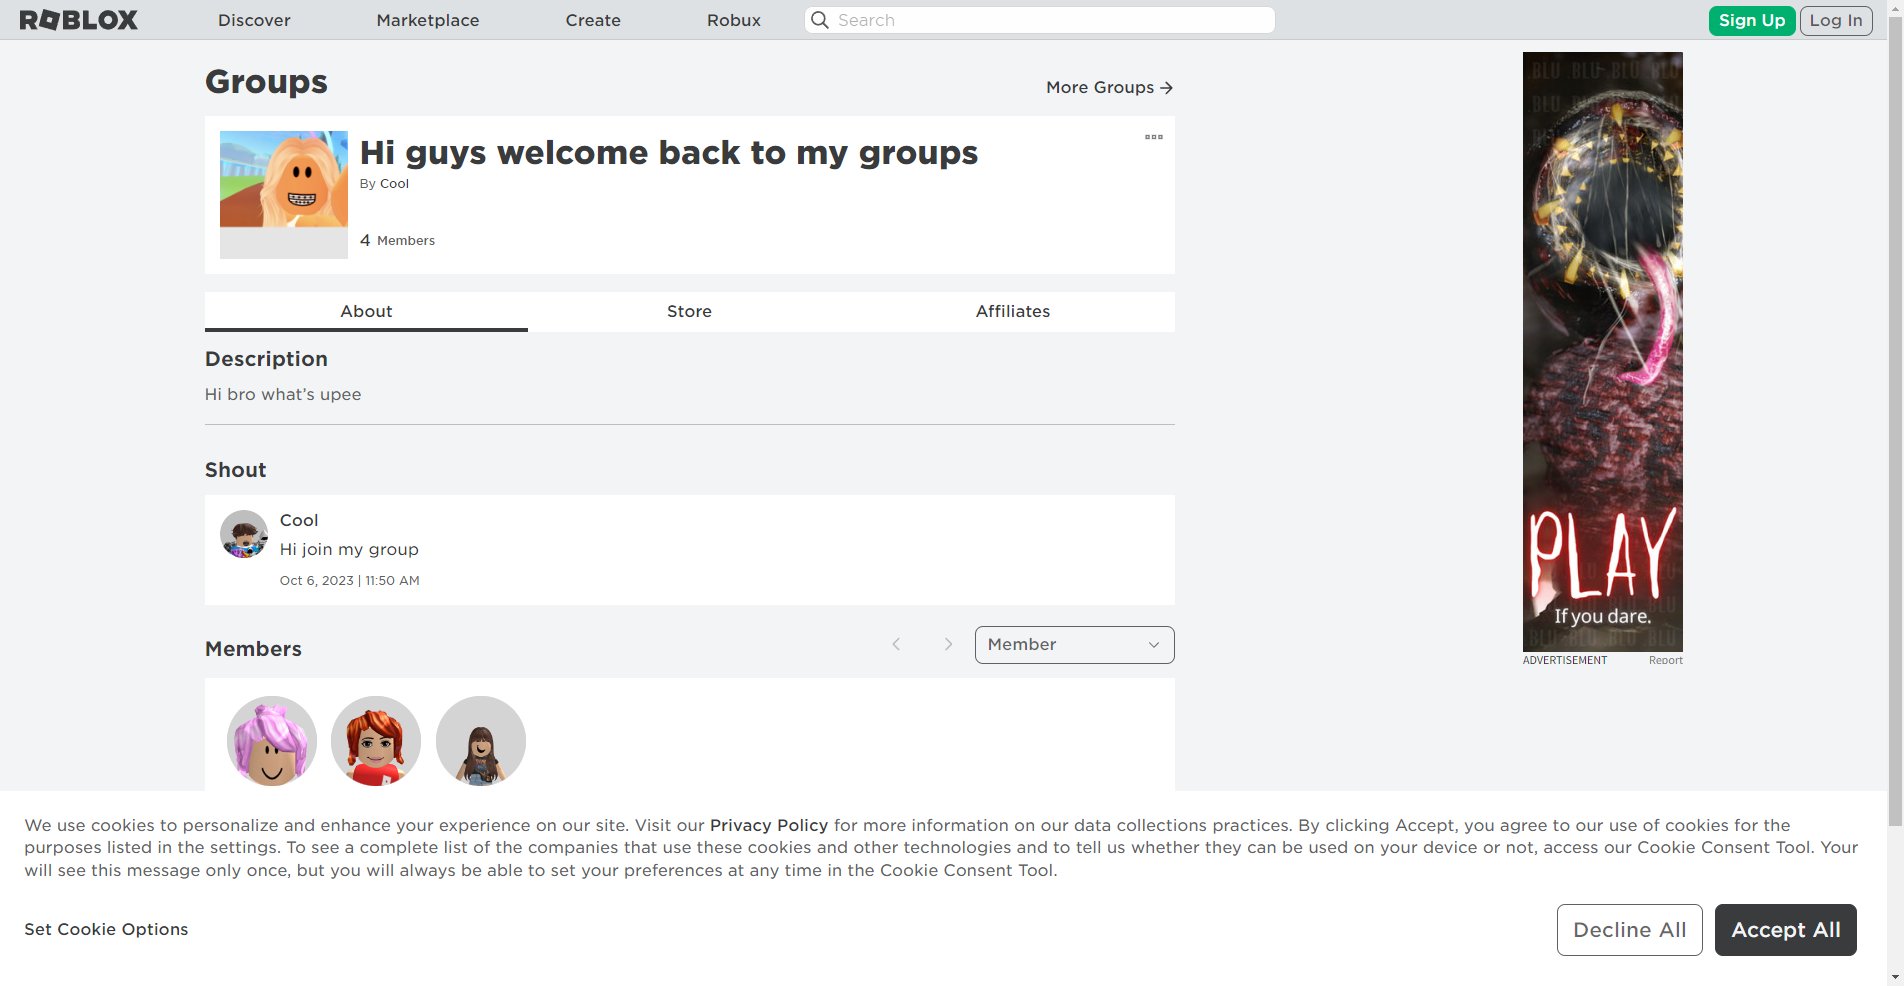 ROBLOX
Discover
Marketplace
Create
Robux
Search
Sign Up
Log In
Groups
More Groups
Hi guys welcome back to my groups
By Cool
4 Members
About
Store
Affiliates
Description
Hi bro what’s upee
Shout
Cool
Hi join my group
Oct 6, 2023 | 11:50 AM
Members
Member
BLU BLU BLU BLU
PLAY
If you dare.
BLU BLU BLU BLU
ADVERTISEMENT
Report
We use cookies to personalize and enhance your experience on our site. Visit our Privacy Policy for more information on our data collections practices. By clicking Accept, you agree to our use of cookies for the
purposes listed in the settings. To see a complete list of the companies that use these cookies and other technologies and to tell us whether they can be used on your device or not, access our Cookie Consent Tool. Your
will see this message only once, but you will always be able to set your preferences at any time in the Cookie Consent Tool.
Set Cookie Options
Decline All
Accept All